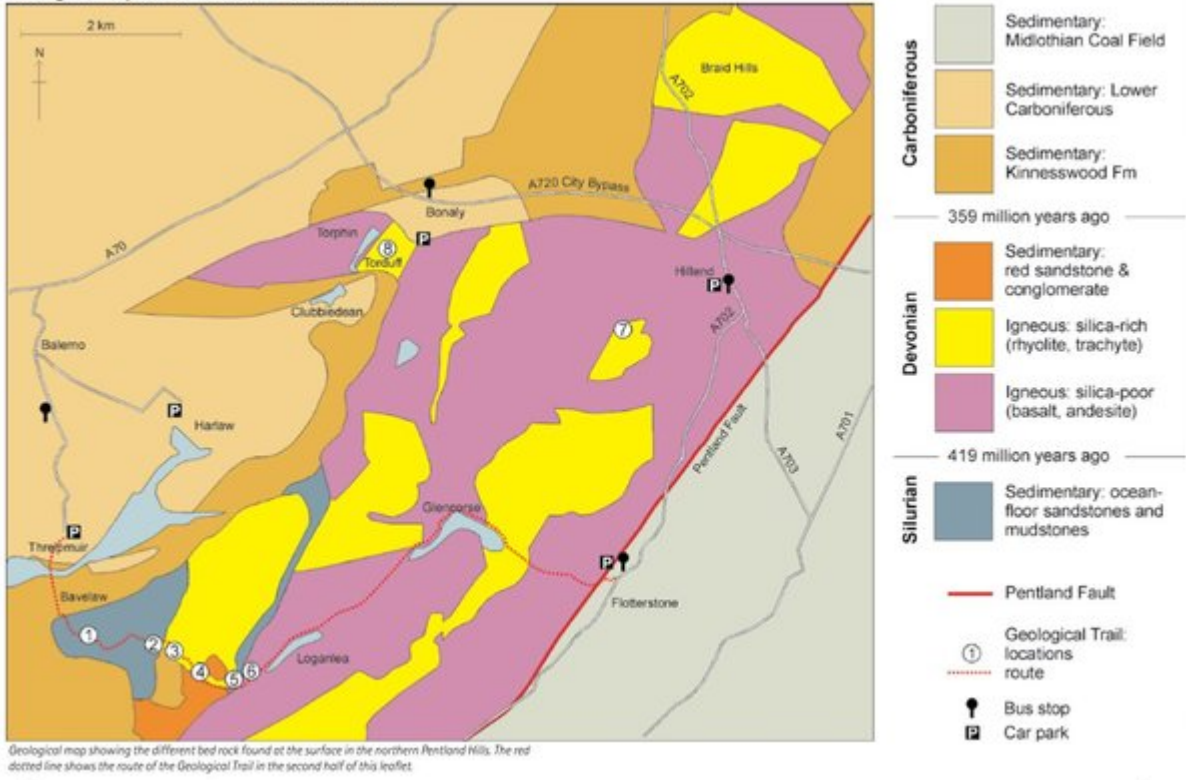 2 km
N
Braid Hills
A702
A720 City Bypass
Bonaly
Torphin
8
Torduff
A70
Hillend
Clubbiedean
7
A702
Balerno
Harlaw
Pentland Fault
A703
A701
Glencorse
Threipmuir
Bavelaw
Flotterstone
1
2
3
4
5
6
Loganlea
P
P
P
P
P
Geological map showing the different bed rock found at the surface in the northern Pentland Hills. The red
dotted line shows the route of the Geological Trail in the second half of this leaflet.
Carboniferous
Sedimentary:
Midlothian Coal Field
Sedimentary: Lower
Carboniferous
Sedimentary:
Kinnesswood Fm
359 million years ago
Devonian
Sedimentary:
red sandstone &
conglomerate
Igneous: silica-rich
(rhyolite, trachyte)
Igneous: silica-poor
(basalt, andesite)
419 million years ago
Silurian
Sedimentary: ocean-
floor sandstones and
mudstones
Pentland Fault
1
Geological Trail:
locations
route
Bus stop
P
Car park